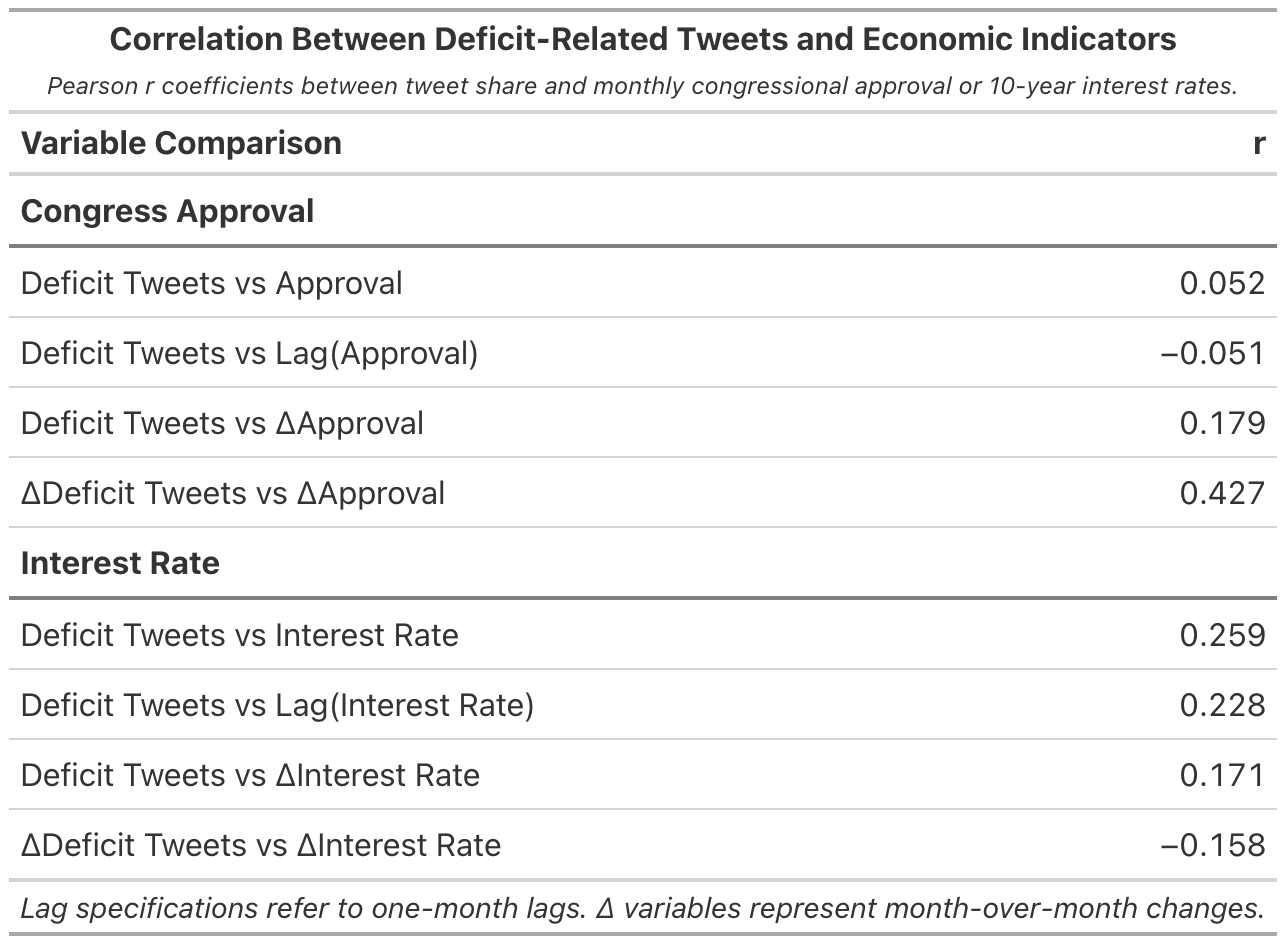 Correlation Between Deficit-Related Tweets and Economic Indicators
Pearson r coefficients between tweet share and monthly congressional approval or 10-year interest rates.
Variable Comparison r
Congress Approval
Deficit Tweets vs Approval 0.052
Deficit Tweets vs Lag(Approval) −0.051
Deficit Tweets vs ΔApproval 0.179
ΔDeficit Tweets vs ΔApproval 0.427
Interest Rate
Deficit Tweets vs Interest Rate 0.259
Deficit Tweets vs Lag(Interest Rate) 0.228
Deficit Tweets vs ΔInterest Rate 0.171
ΔDeficit Tweets vs ΔInterest Rate −0.158
Lag specifications refer to one-month lags. Δ variables represent month-over-month changes.